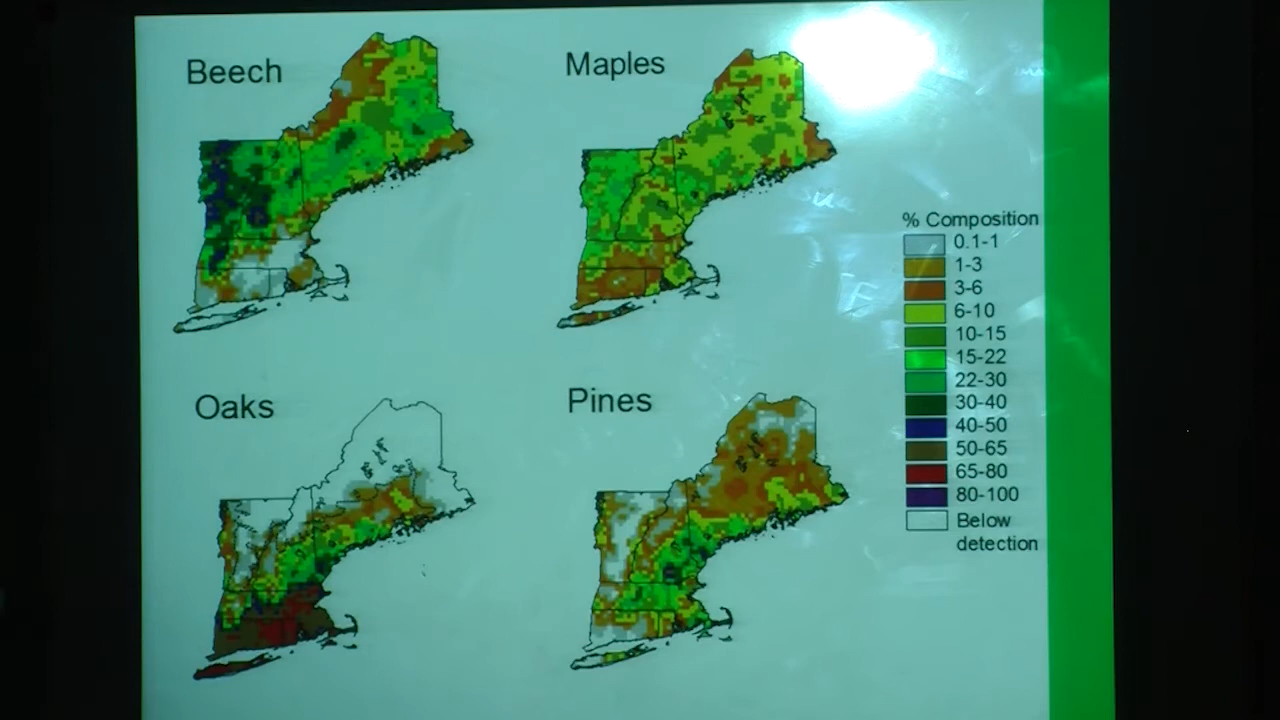 Beech
Maples
% Composition
0.1-1
1-3
3-6
6-10
10-15
15-22
22-30
30-40
40-50
50-65
65-80
80-100
Below
detection
Oaks
Pines